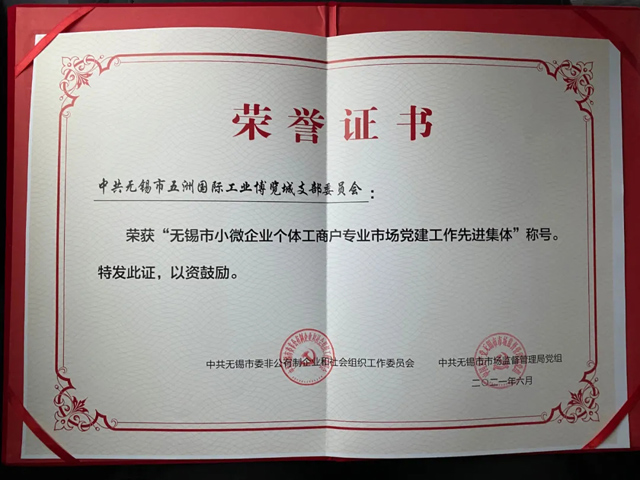 荣誉证书
中共无锡市五洲国际工业博览城支部委员会：
荣获“无锡市小微企业个体工商户专业市场党建工作先进集体”称号。
特发此证，以资鼓励。
中共无锡市委非公有制企业和社会组织工作委员会
中共无锡市市场监督管理局党组
二〇二一年六月